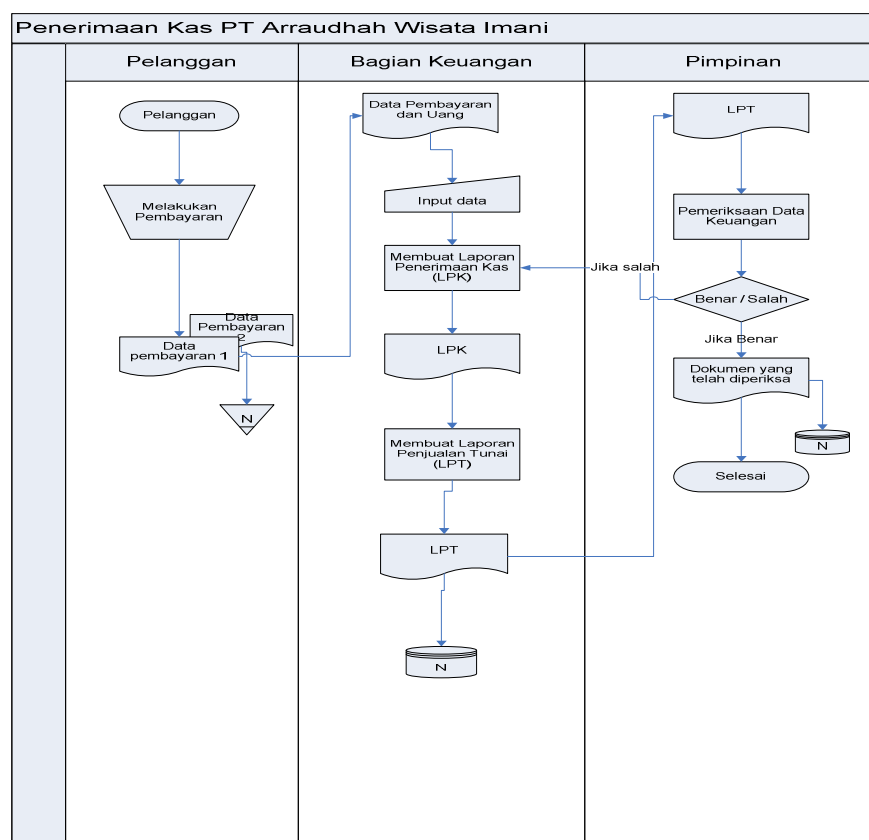 Penerimaan Kas PT Arraudhah Wisata Imani
Pelanggan
Bagian Keuangan
Pimpinan
Pelanggan
Melakukan
Pembayaran
Data
Pembayaran
2
Data
pembayaran 1
N
Data Pembayaran
dan Uang
Input data
Membuat Laporan
Penerimaan Kas
(LPK)
LPK
Membuat Laporan
Penjualan Tunai
(LPT)
LPT
N
LPT
Pemeriksaan Data
Keuangan
Jika salah
Benar / Salah
Jika Benar
Dokumen yang
telah diperiksa
N
Selesai